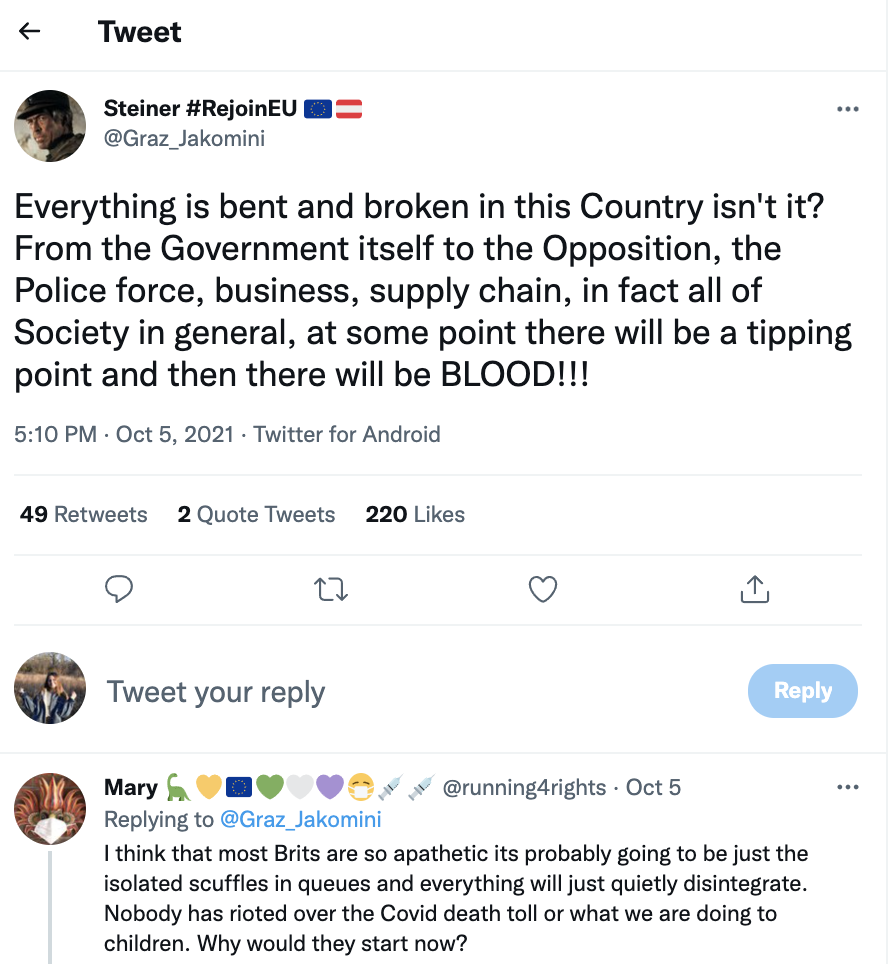 Tweet
Steiner #RejoinEU 🇪🇺🇦🇹
@Graz_Jakomini
Everything is bent and broken in this Country isn't it?
From the Government itself to the Opposition, the
Police force, business, supply chain, in fact all of
Society in general, at some point there will be a tipping
point and then there will be BLOOD!!!
5:10 PM · Oct 5, 2021 · Twitter for Android
49 Retweets 2 Quote Tweets 220 Likes
Tweet your reply
Reply
Mary 🦕💛🇪🇺💚🤍💜😷💉💉 @running4rights · Oct 5
Replying to @Graz_Jakomini
I think that most Brits are so apathetic its probably going to be just the
isolated scuffles in queues and everything will just quietly disintegrate.
Nobody has rioted over the Covid death toll or what we are doing to
children. Why would they start now?